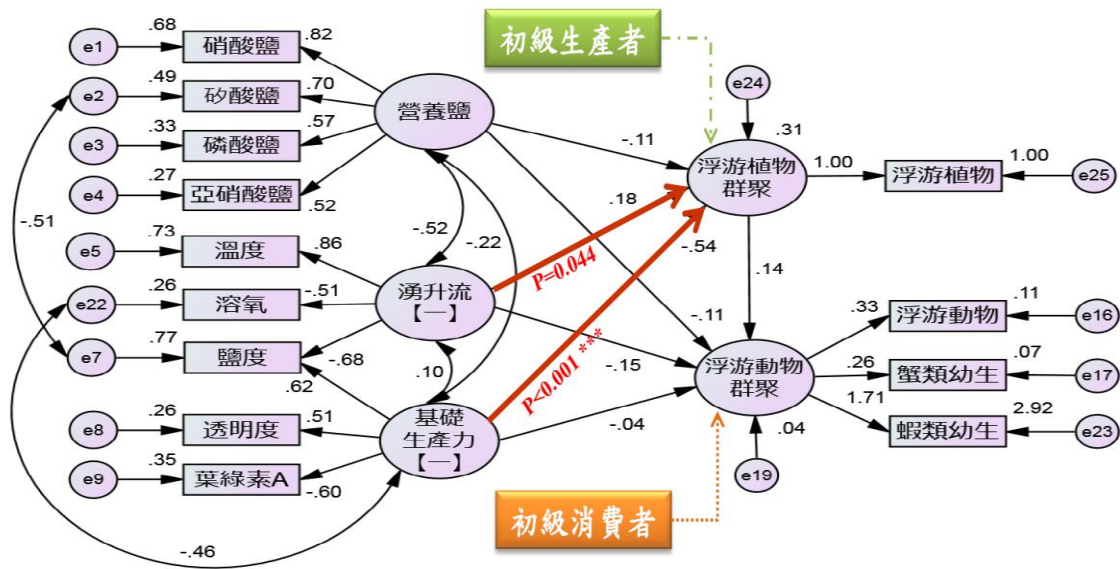 初級生產者
e1
.68
硝酸鹽
.82
e2
.49
矽酸鹽
.70
e3
.33
磷酸鹽
.57
e4
.27
亞硝酸鹽
.52
-.51
e5
.73
溫度
.86
e22
.26
溶氧
-.51
e7
.77
鹽度
-.68
.62
e8
.26
透明度
.51
e9
.35
葉綠素A
-.60
-.46
營養鹽
-.52
-.22
湧升流
【一】
.10
基礎
生產力
【一】
-.11
.18
P=0.044
-.54
P<0.001 ***
-.11
-.15
-.04
e24
.31
浮游植物
群聚
1.00
浮游植物
1.00
e25
.14
浮游動物
群聚
.04
e19
.33
浮游動物
.11
e16
.26
蟹類幼生
.07
e17
1.71
蝦類幼生
2.92
e23
初級消費者